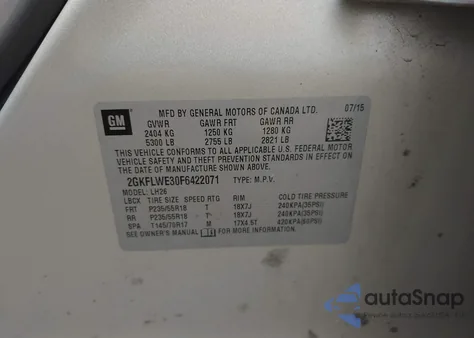 GM
MFD BY GENERAL MOTORS OF CANADA LTD. 07/15
GVWR GAWR FRT GAWR RR
2404 KG 1250 KG 1280 KG
5300 LB 2755 LB 2821 LB
THIS VEHICLE CONFORMS TO ALL APPLICABLE U.S. FEDERAL MOTOR
VEHICLE SAFETY AND THEFT PREVENTION STANDARDS IN EFFECT ON THE
DATE OF MANUFACTURE SHOWN ABOVE.
2GKFLWE30F6422071 TYPE: M.P.V.
MODEL: LH26
LBCX TIRE SIZE SPEED RTG RIM COLD TIRE PRESSURE
FRT P235/55R18 T 18X7J 240KPA(35PSI)
RR P235/55R18 T 18X7J 240KPA(35PSI)
SPA T145/70R17 M 17X4.5T 420KPA(60PSI)
SEE OWNER'S MANUAL FOR ADDITIONAL INFORMATION.
autoSnap